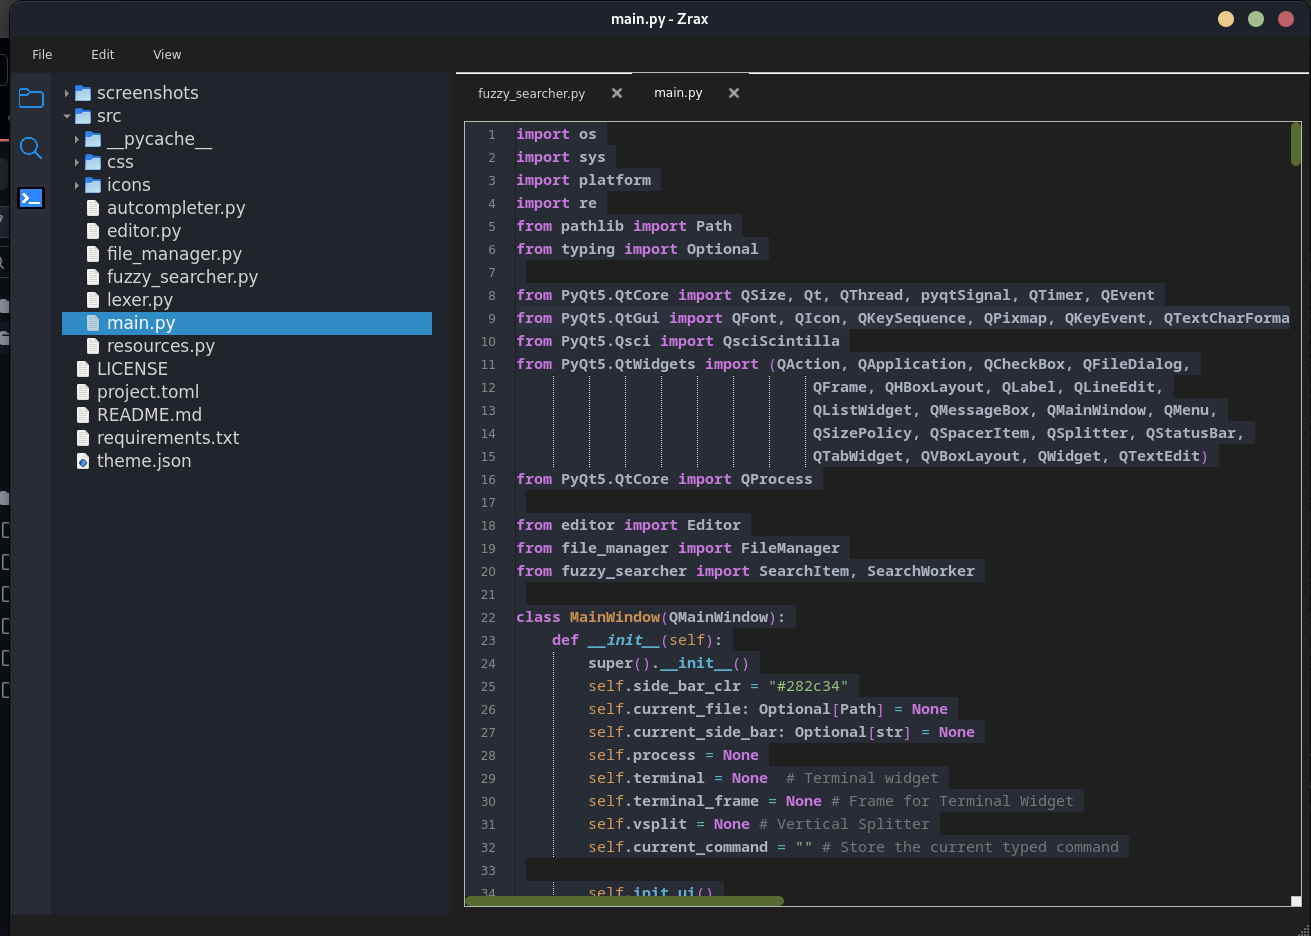 main.py - Zrax
File Edit View
screenshots
src
__pycache__
css
icons
autcompleter.py
editor.py
file_manager.py
fuzzy_searcher.py
lexer.py
main.py
resources.py
LICENSE
project.toml
README.md
requirements.txt
theme.json
fuzzy_searcher.py main.py
1 import os
2 import sys
3 import platform
4 import re
5 from pathlib import Path
6 from typing import Optional
7
8 from PyQt5.QtCore import QSize, Qt, QThread, pyqtSignal, QTimer, QEvent
9 from PyQt5.QtGui import QFont, QIcon, QKeySequence, QPixmap, QKeyEvent, QTextCharForma
10 from PyQt5.Qsci import QsciScintilla
11 from PyQt5.QtWidgets import (QAction, QApplication, QCheckBox, QFileDialog,
12 QFrame, QHBoxLayout, QLabel, QLineEdit,
13 QListWidget, QMessageBox, QMainWindow, QMenu,
14 QSizePolicy, QSpacerItem, QSplitter, QStatusBar,
15 QTabWidget, QVBoxLayout, QWidget, QTextEdit)
16 from PyQt5.QtCore import QProcess
17
18 from editor import Editor
19 from file_manager import FileManager
20 from fuzzy_searcher import SearchItem, SearchWorker
21
22 class MainWindow(QMainWindow):
23 def __init__(self):
24 super().__init__()
25 self.side_bar_clr = "#282c34"
26 self.current_file: Optional[Path] = None
27 self.current_side_bar: Optional[str] = None
28 self.process = None
29 self.terminal = None  # Terminal widget
30 self.terminal_frame = None # Frame for Terminal Widget
31 self.vsplit = None # Vertical Splitter
32 self.current_command = "" # Store the current typed command
33
34 self.init_ui()